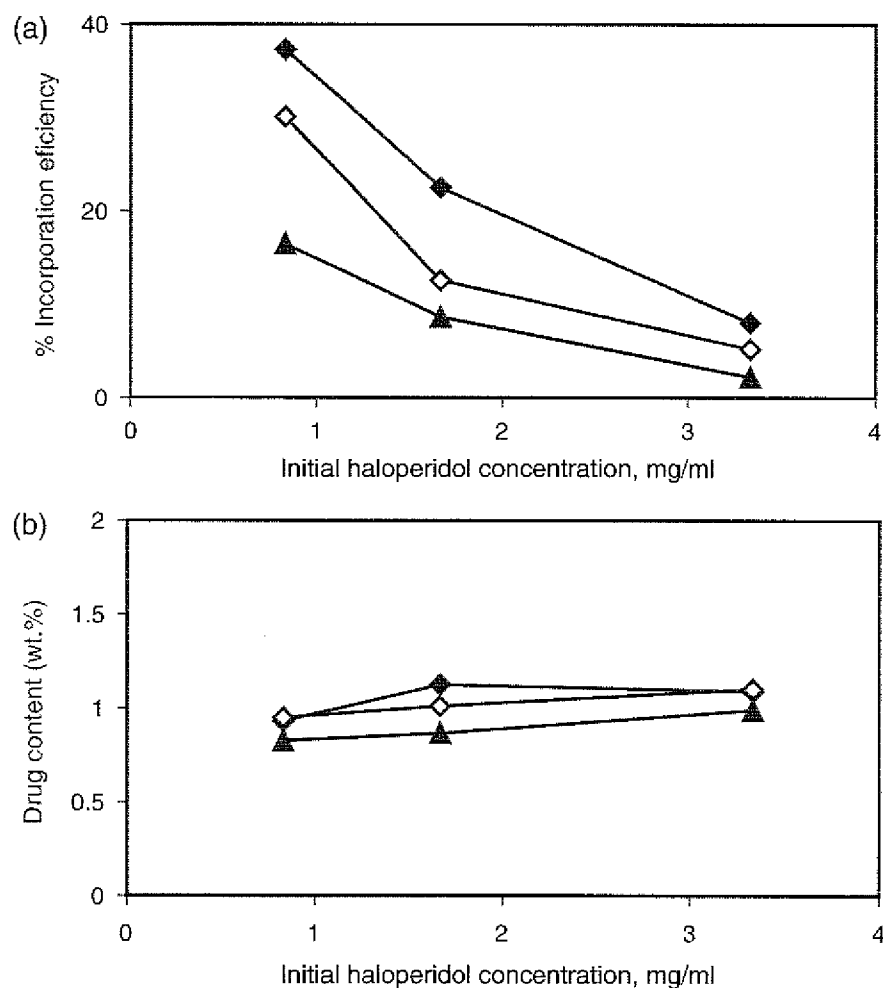 (a)
40
20
0
% Incorporation eficiency
0 1 2 3 4
Initial haloperidol concentration, mg/ml
(b)
2
1.5
1
0.5
0
Drug content (wt.%)
0 1 2 3 4
Initial haloperidol concentration, mg/ml